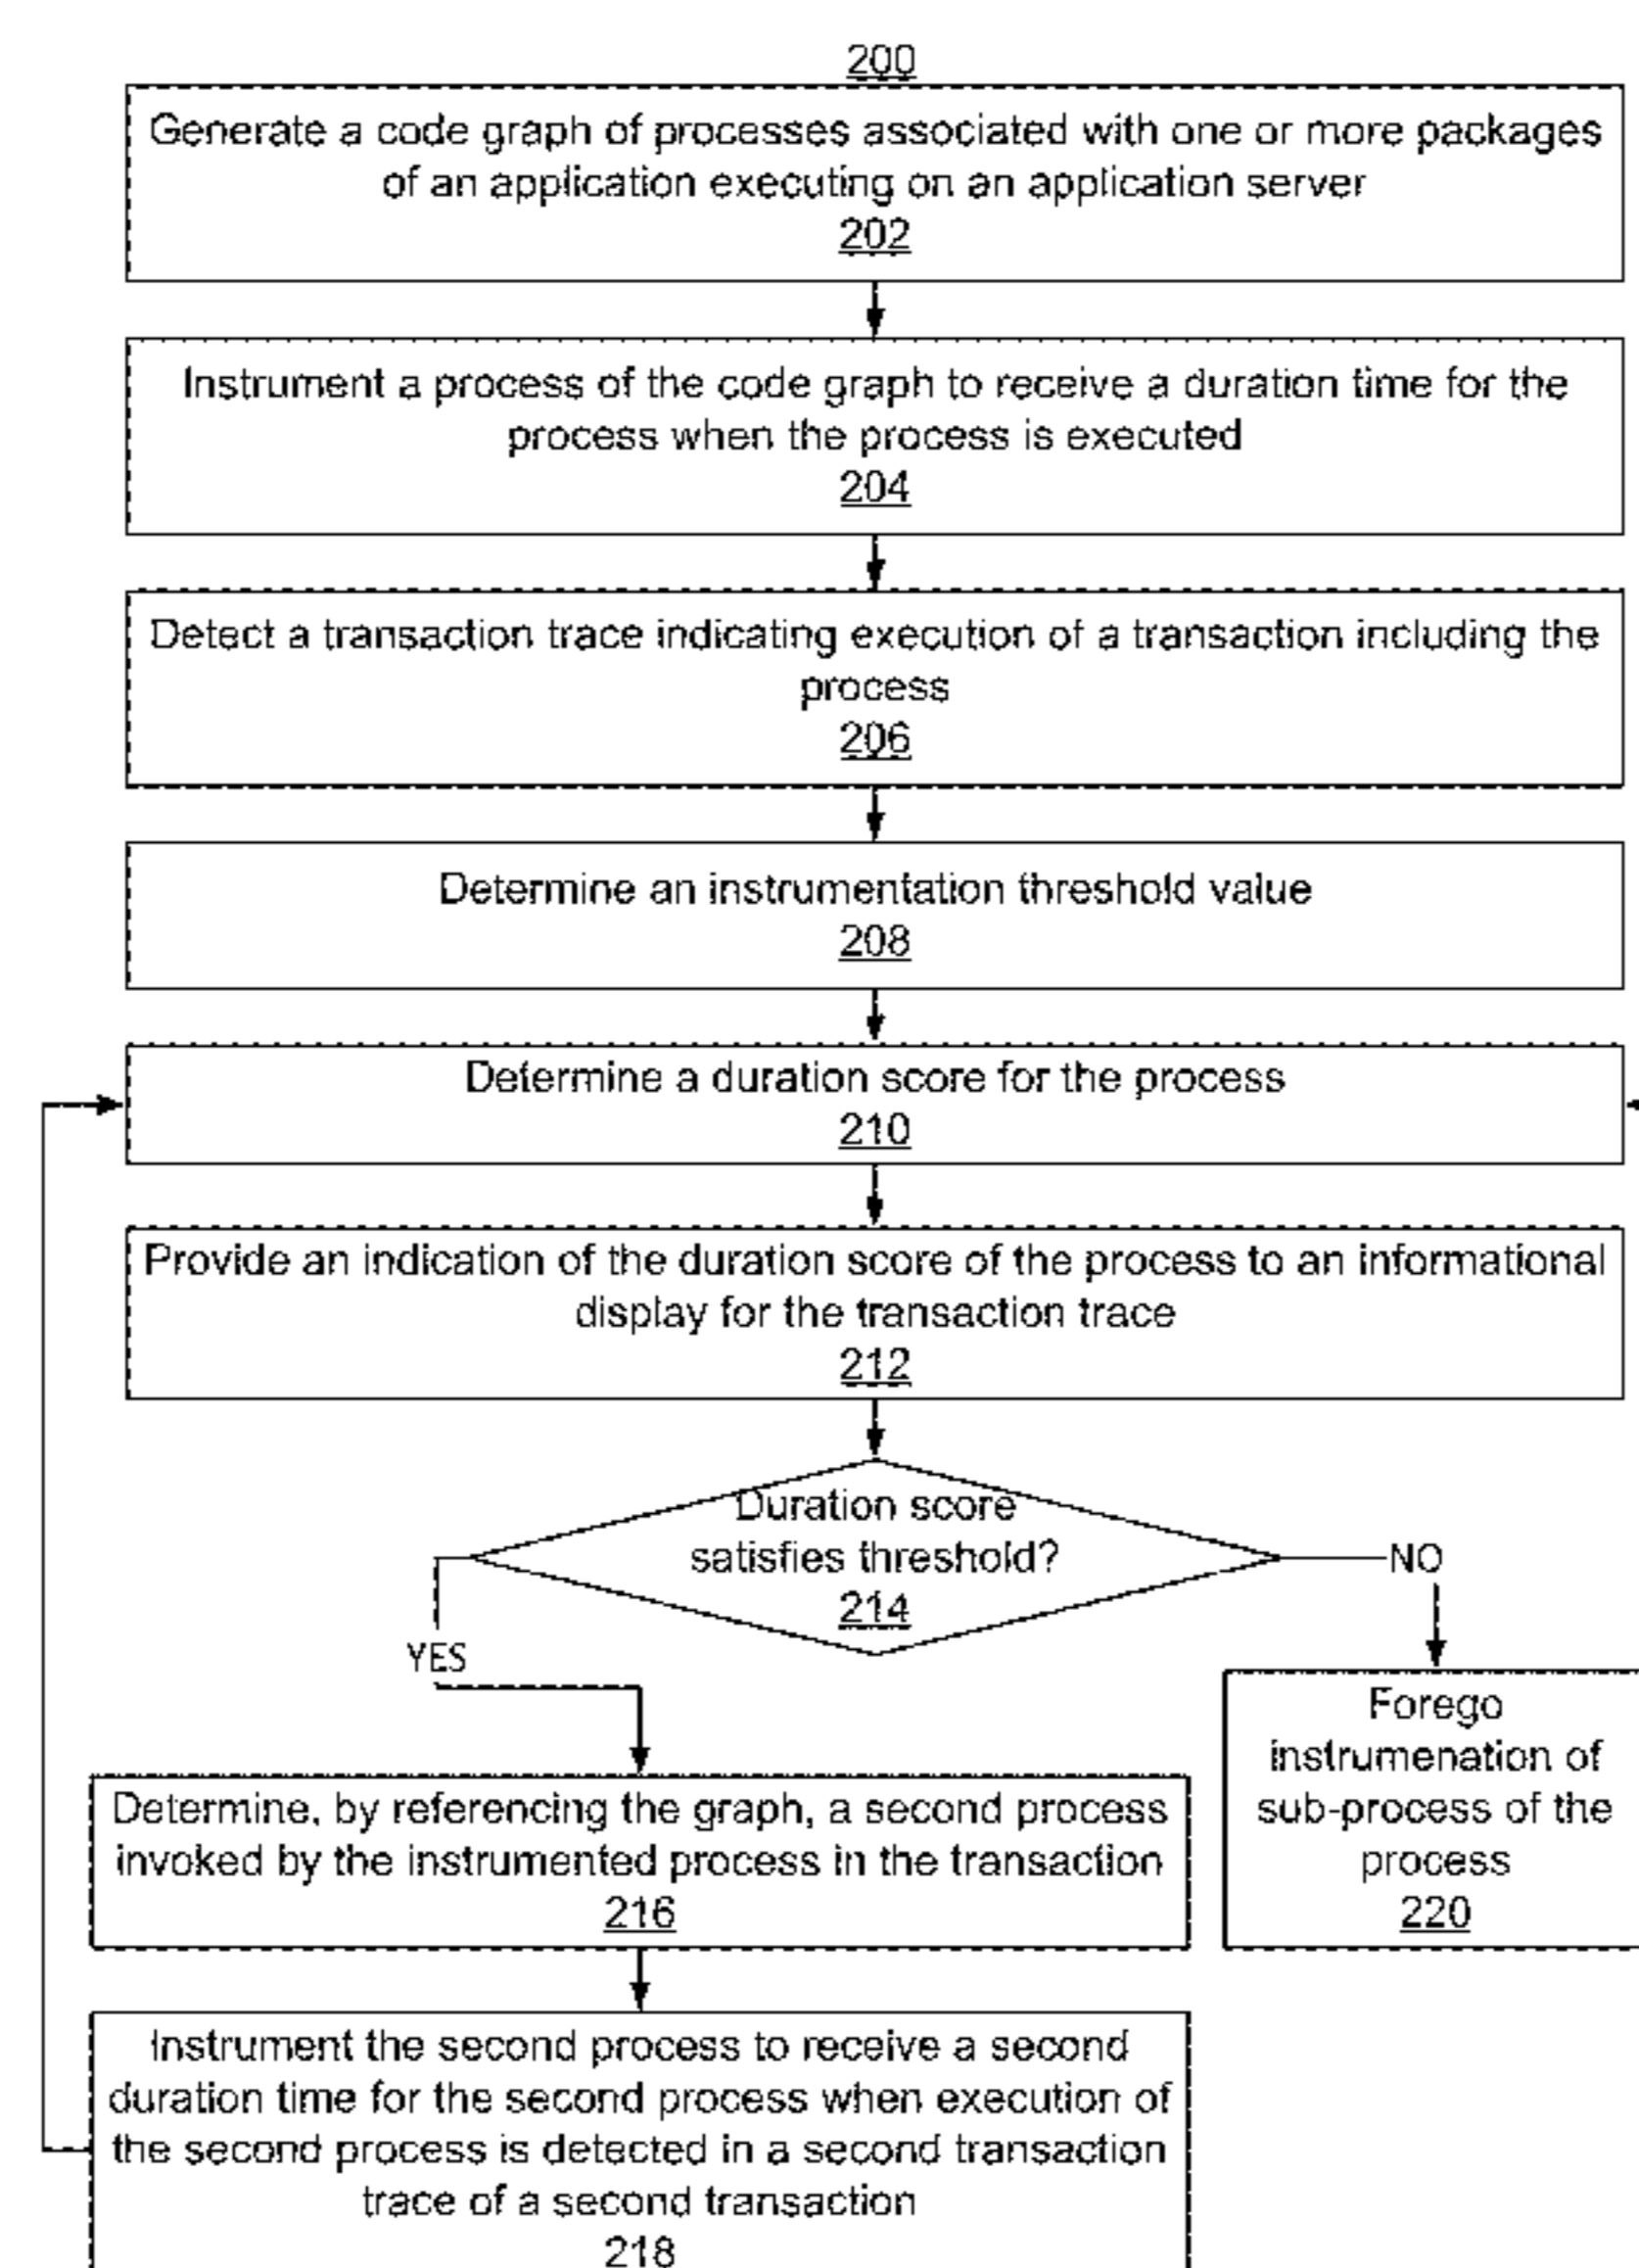 200
Generate a code graph of processes associated with one or more packages
of an application executing on an application server
202
Instrument a process of the code graph to receive a duration time for the
process when the process is executed
204
Detect a transaction trace indicating execution of a transaction including the
process
206
Determine an instrumentation threshold value
208
Determine a duration score for the process
210
Provide an indication of the duration score of the process to an informational
display for the transaction trace
212
Duration score
satisfies threshold?
214
NO
YES
Forego
instrumenation of
sub-process of the
process
220
Determine, by referencing the graph, a second process
invoked by the instrumented process in the transaction
216
Instrument the second process to receive a second
duration time for the second process when execution of
the second process is detected in a second transaction
trace of a second transaction
218